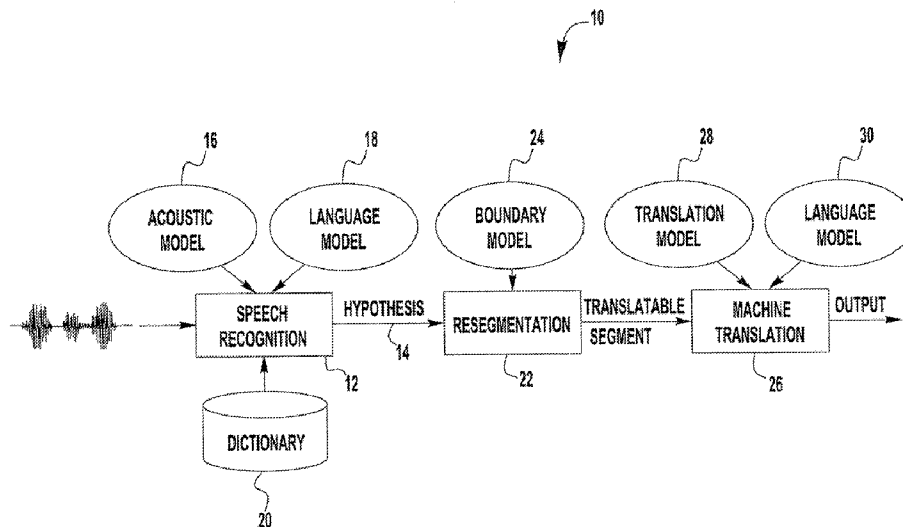 10
16
18
24
28
30
ACOUSTIC
MODEL
LANGUAGE
MODEL
BOUNDARY
MODEL
TRANSLATION
MODEL
LANGUAGE
MODEL
SPEECH
RECOGNITION
HYPOTHESIS
14
RESEGMENTATION
TRANSLATABLE
SEGMENT
MACHINE
TRANSLATION
OUTPUT
12
22
26
DICTIONARY
20